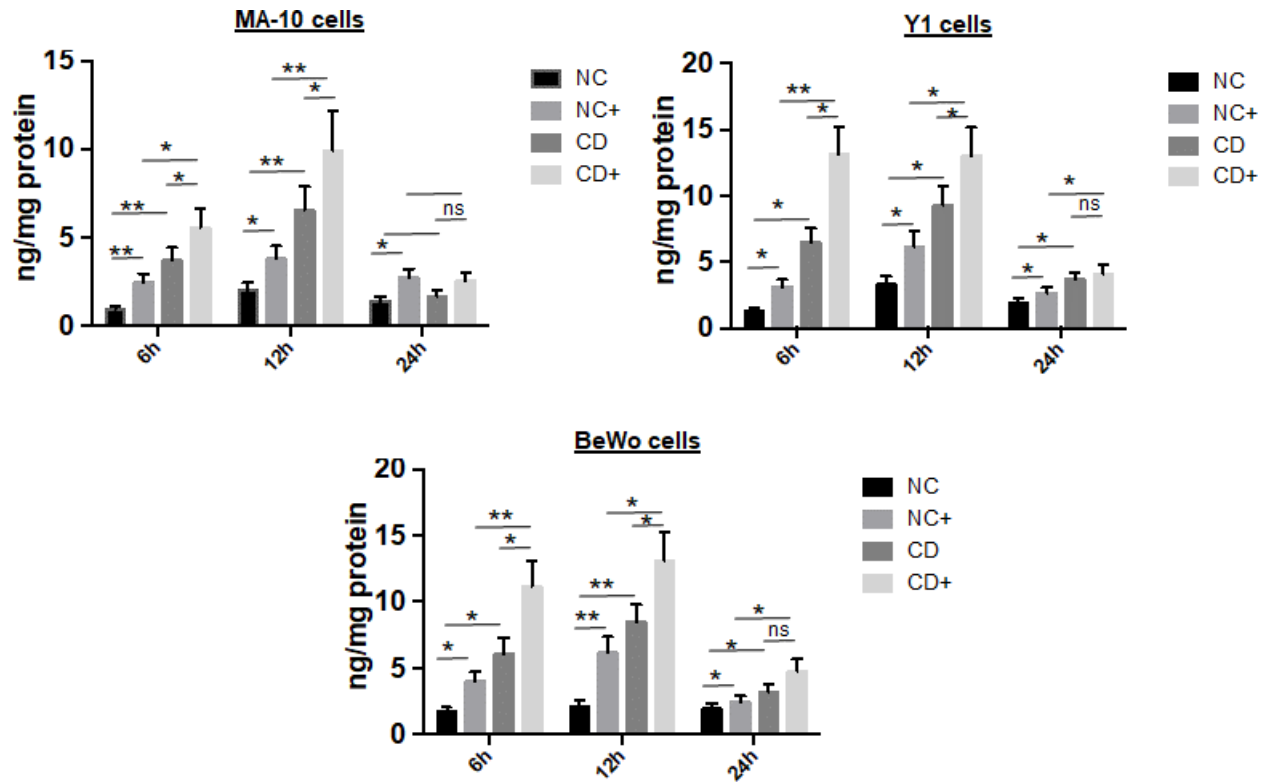 MA-10 cells
ng/mg protein
15
10
5
0
** ** * *
** * ** *
* ns
6h 12h 24h
NC
NC+
CD
CD+
Y1 cells
ng/mg protein
20
15
10
5
0
* * ** *
* * * *
* * ns *
6h 12h 24h
NC
NC+
CD
CD+
BeWo cells
ng/mg protein
20
15
10
5
0
* * ** *
** ** * *
* * ns *
6h 12h 24h
NC
NC+
CD
CD+